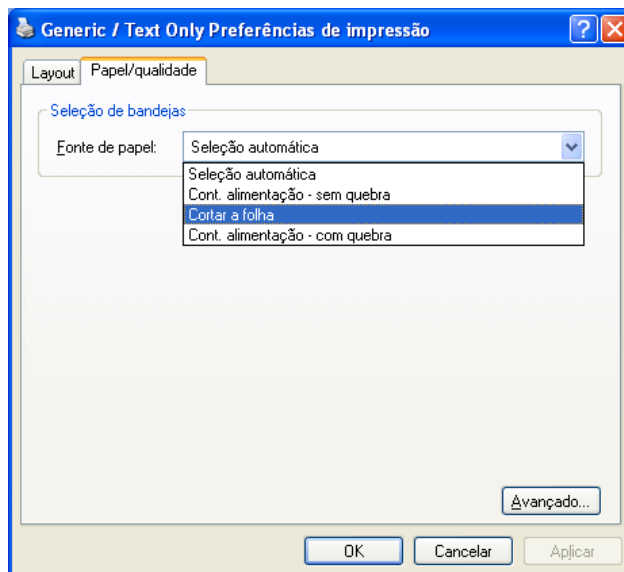 Generic / Text Only Preferências de impressão
Layout Papel/qualidade
Seleção de bandejas
Fonte de papel: Seleção automática
Seleção automática
Cont. alimentação - sem quebra
Cortar a folha
Cont. alimentação - com quebra
Avançado...
OK Cancelar Aplicar